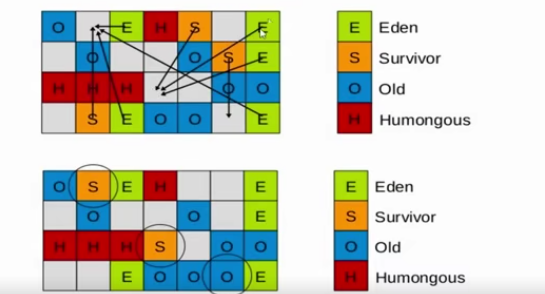 O E H S E
O O S E
H H H O O
S E O O E
E Eden
S Survivor
O Old
H Humongous
O S E H E
O O E
H H H S O O
E O O O E
E Eden
S Survivor
O Old
H Humongous